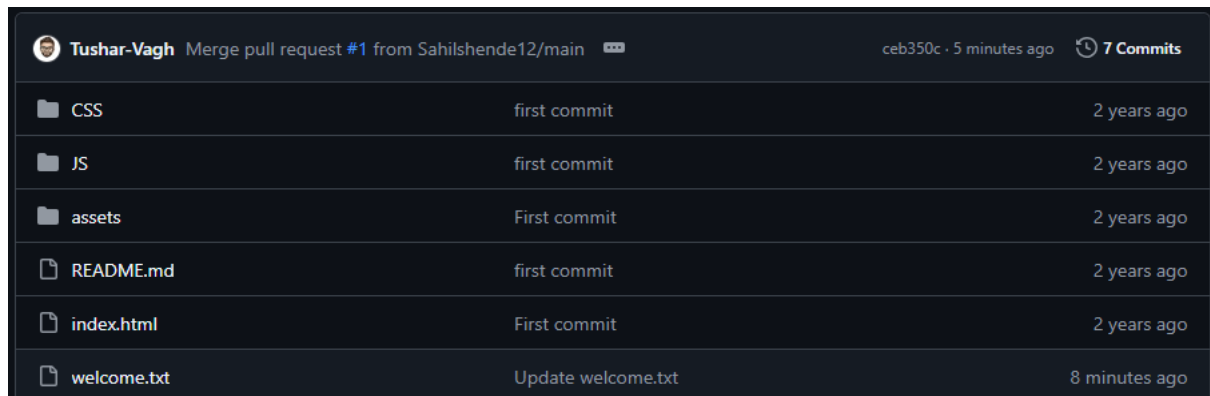 Tushar-Vagh Merge pull request #1 from Sahilshende12/main ceb350c · 5 minutes ago 7 Commits
CSS first commit 2 years ago
JS first commit 2 years ago
assets First commit 2 years ago
README.md first commit 2 years ago
index.html First commit 2 years ago
welcome.txt Update welcome.txt 8 minutes ago